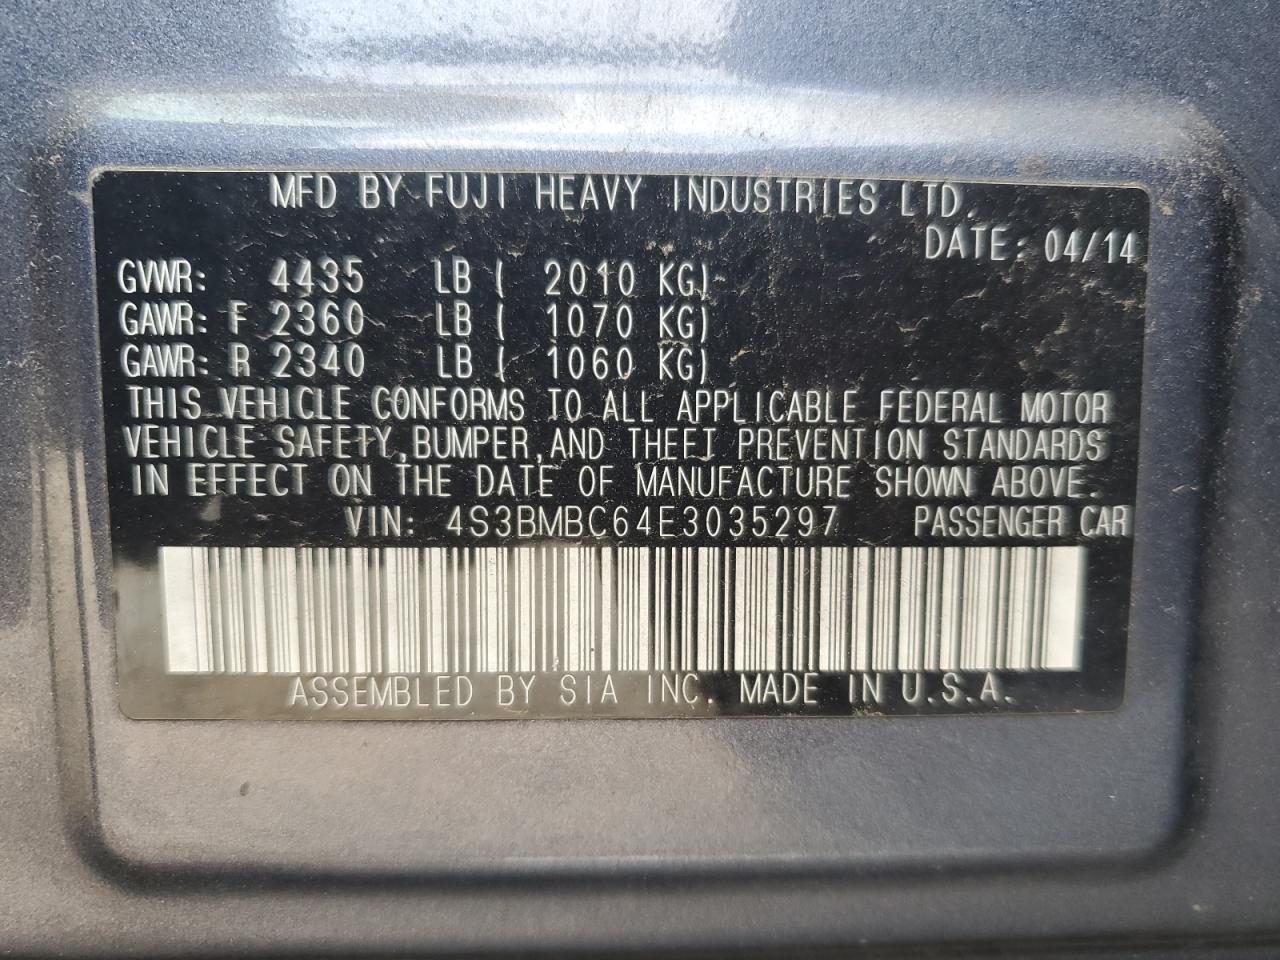 MFD BY FUJI HEAVY INDUSTRIES LTD.
DATE: 04/14
GVWR: 4435 LB ( 2010 KG)
GAWR: F 2360 LB ( 1070 KG)
GAWR: R 2340 LB ( 1060 KG)
THIS VEHICLE CONFORMS TO ALL APPLICABLE FEDERAL MOTOR
VEHICLE SAFETY,BUMPER,AND THEFT PREVENTION STANDARDS
IN EFFECT ON THE DATE OF MANUFACTURE SHOWN ABOVE.
VIN: 4S3BMBC64E3035297 PASSENGER CAR
ASSEMBLED BY SIA INC. MADE IN U.S.A.